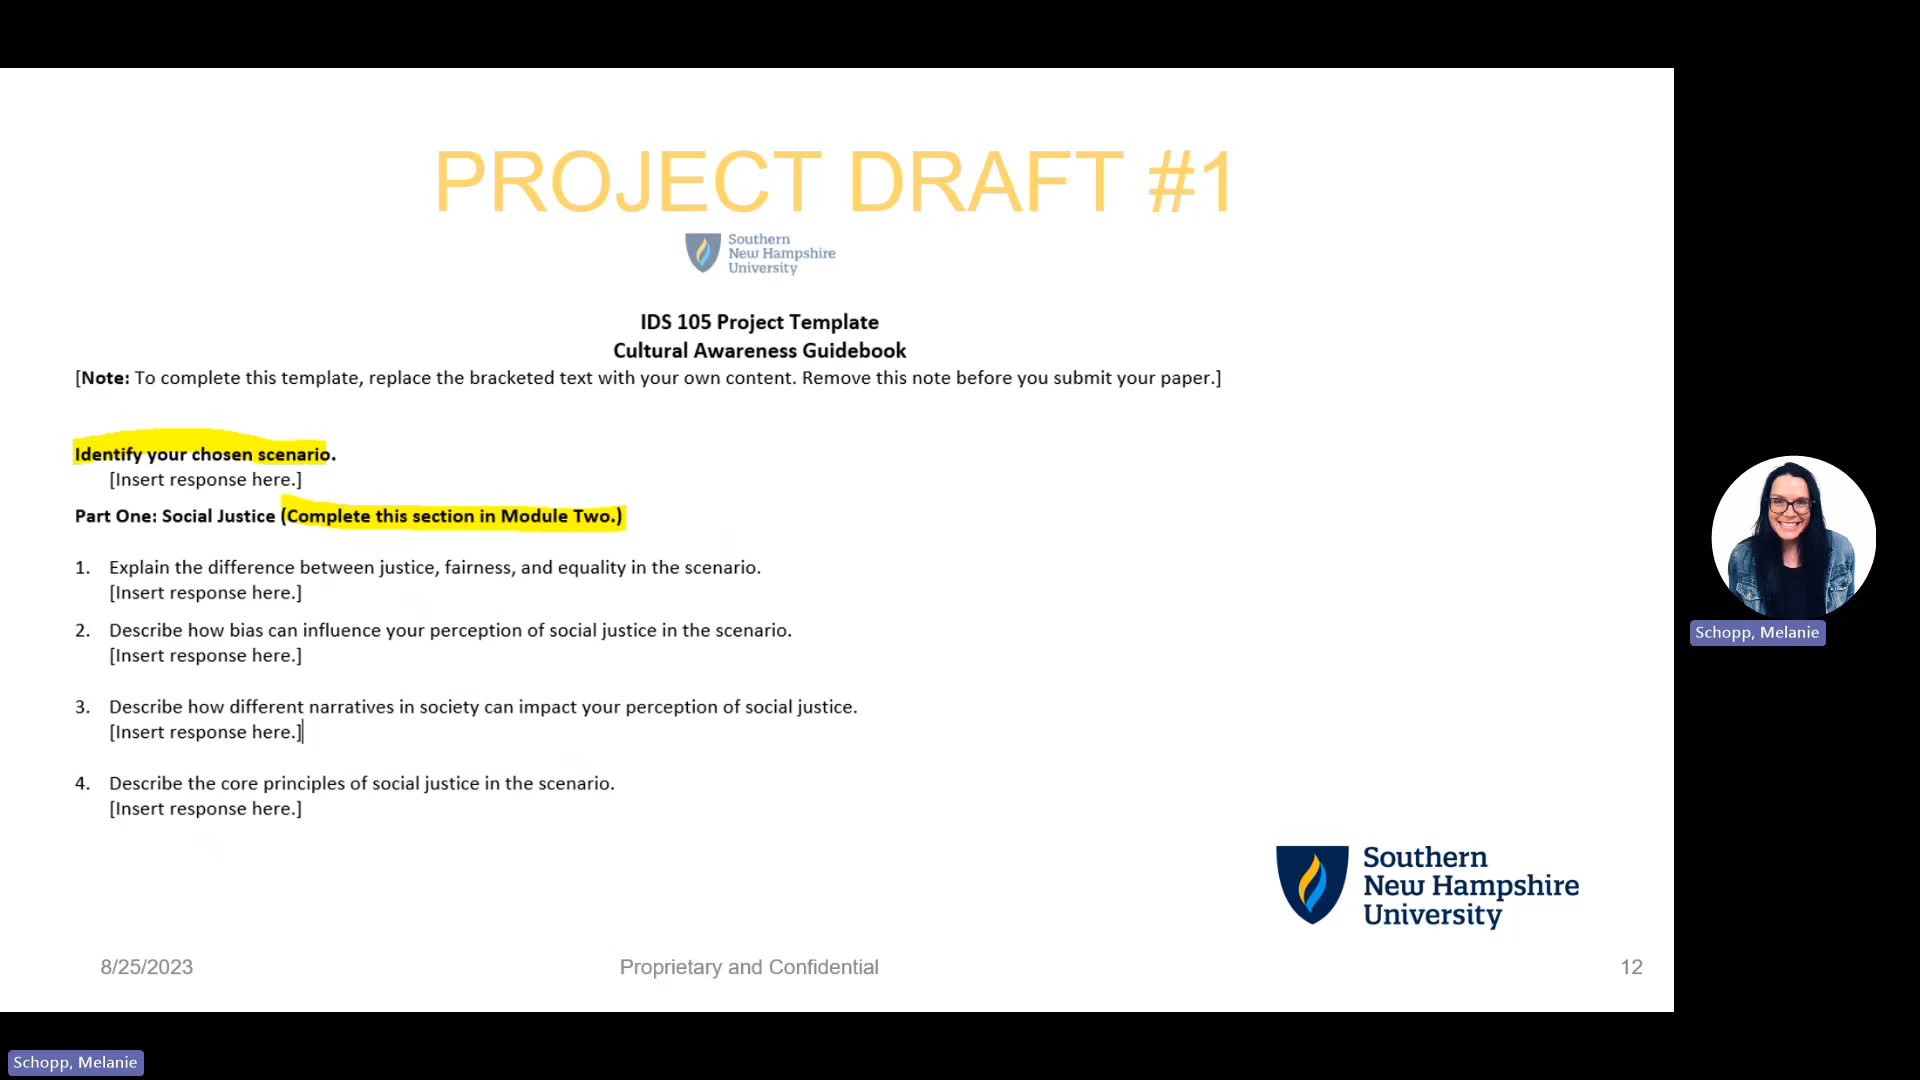 PROJECT DRAFT #1
Southern
New Hampshire
University
IDS 105 Project Template
Cultural Awareness Guidebook
[Note: To complete this template, replace the bracketed text with your own content. Remove this note before you submit your paper.]
Identify your chosen scenario.
[Insert response here.]
Part One: Social Justice (Complete this section in Module Two.)
1. Explain the difference between justice, fairness, and equality in the scenario.
[Insert response here.]
2. Describe how bias can influence your perception of social justice in the scenario.
[Insert response here.]
3. Describe how different narratives in society can impact your perception of social justice.
[Insert response here.]
4. Describe the core principles of social justice in the scenario.
[Insert response here.]
Southern
New Hampshire
University
8/25/2023
Proprietary and Confidential
12
Schopp, Melanie
Schopp, Melanie